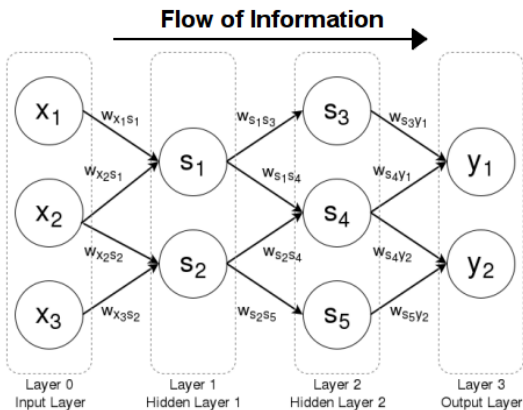 Flow of Information
x1
x2
x3
wx1s1
wx2s1
wx2s2
wx3s2
s1
s2
ws1s3
ws1s4
ws2s4
ws2s5
s3
s4
s5
ws3y1
ws4y1
ws4y2
ws5y2
y1
y2
Layer 0
Input Layer
Layer 1
Hidden Layer 1
Layer 2
Hidden Layer 2
Layer 3
Output Layer